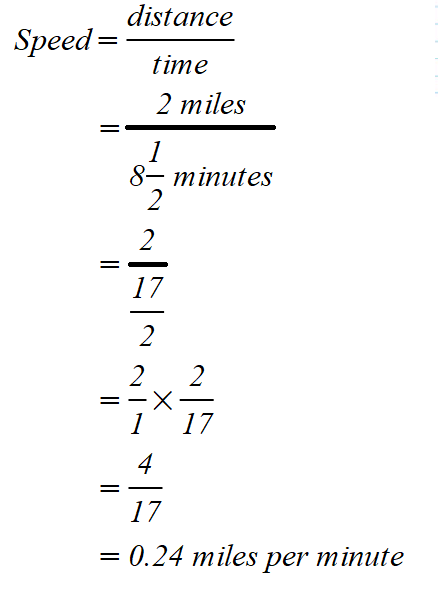 Speed = distance / time
= 2 miles / 8 1/2 minutes
= 2 / 17/2
= 2/1 × 2/17
= 4/17
= 0.24 miles per minute